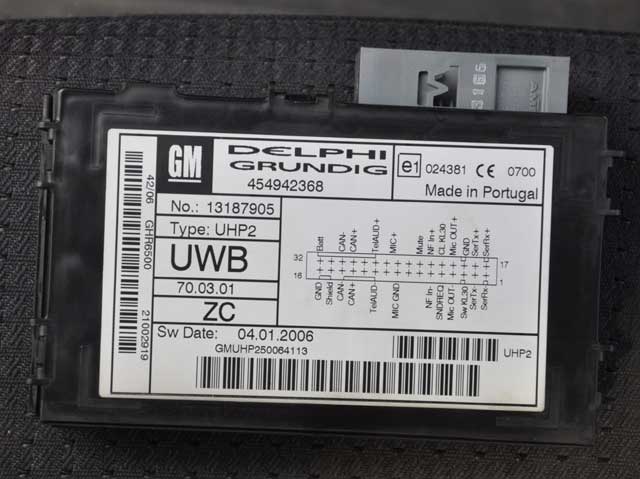 3165
GM
DELPHI
GRUNDIG
454942368
e1 024381 CE 0700
Made in Portugal
No.: 13187905
Type: UHP2
UWB
70.03.01
ZC
Sw Date: 04.01.2006
GMUHP250064113
42/06 GHR6500
21002919
Batt CAN- CAN+ TelAUD+ MIC+ Mute NF In+ CL KL30 Mic OUT+ GND SerTx+ SerRx+
32 17
16 1
GND Shield CAN- CAN+ TelAUD- MIC GND NF In- SNDREQ Mic OUT- Sw KL30 SerTx- SerRx-
UHP2